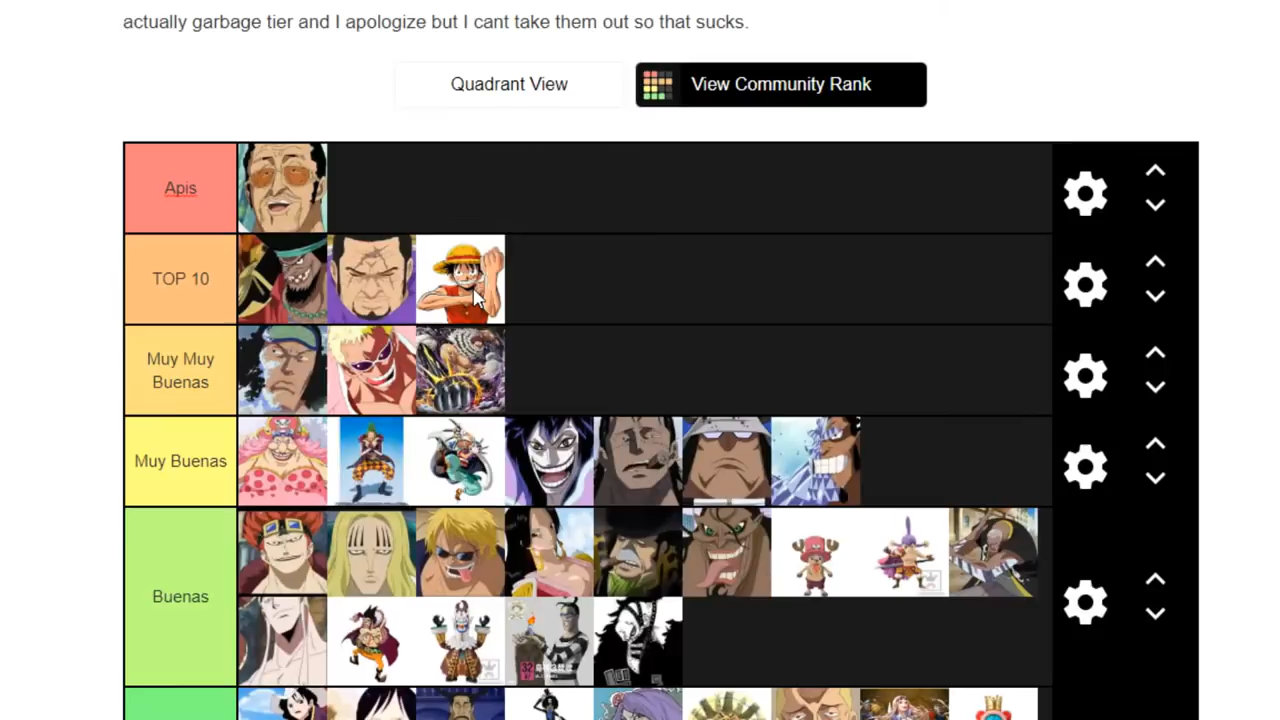 actually garbage tier and I apologize but I cant take them out so that sucks.
Quadrant View
View Community Rank
Apis
TOP 10
Muy Muy
Buenas
Muy Buenas
Buenas